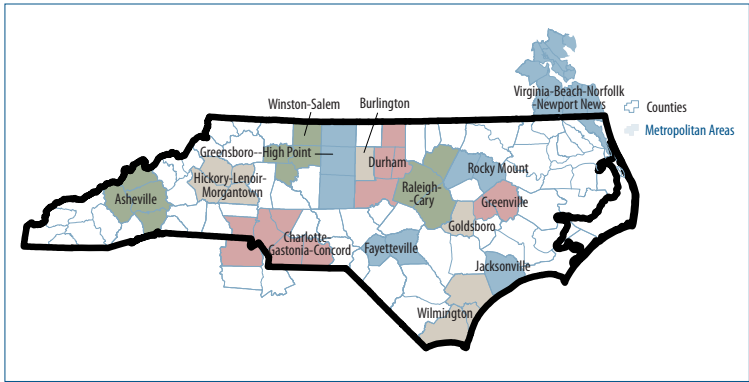 Virginia-Beach-Norfollk
-Newport News
Counties
Metropolitan Areas
Winston-Salem
Burlington
Greensboro--High Point
Durham
Rocky Mount
Hickory-Lenoir-
Morgantown
Asheville
Raleigh-
-Cary
Greenville
Goldsboro
Charlotte-
Gastonia-Concord
Fayetteville
Jacksonville
Wilmington